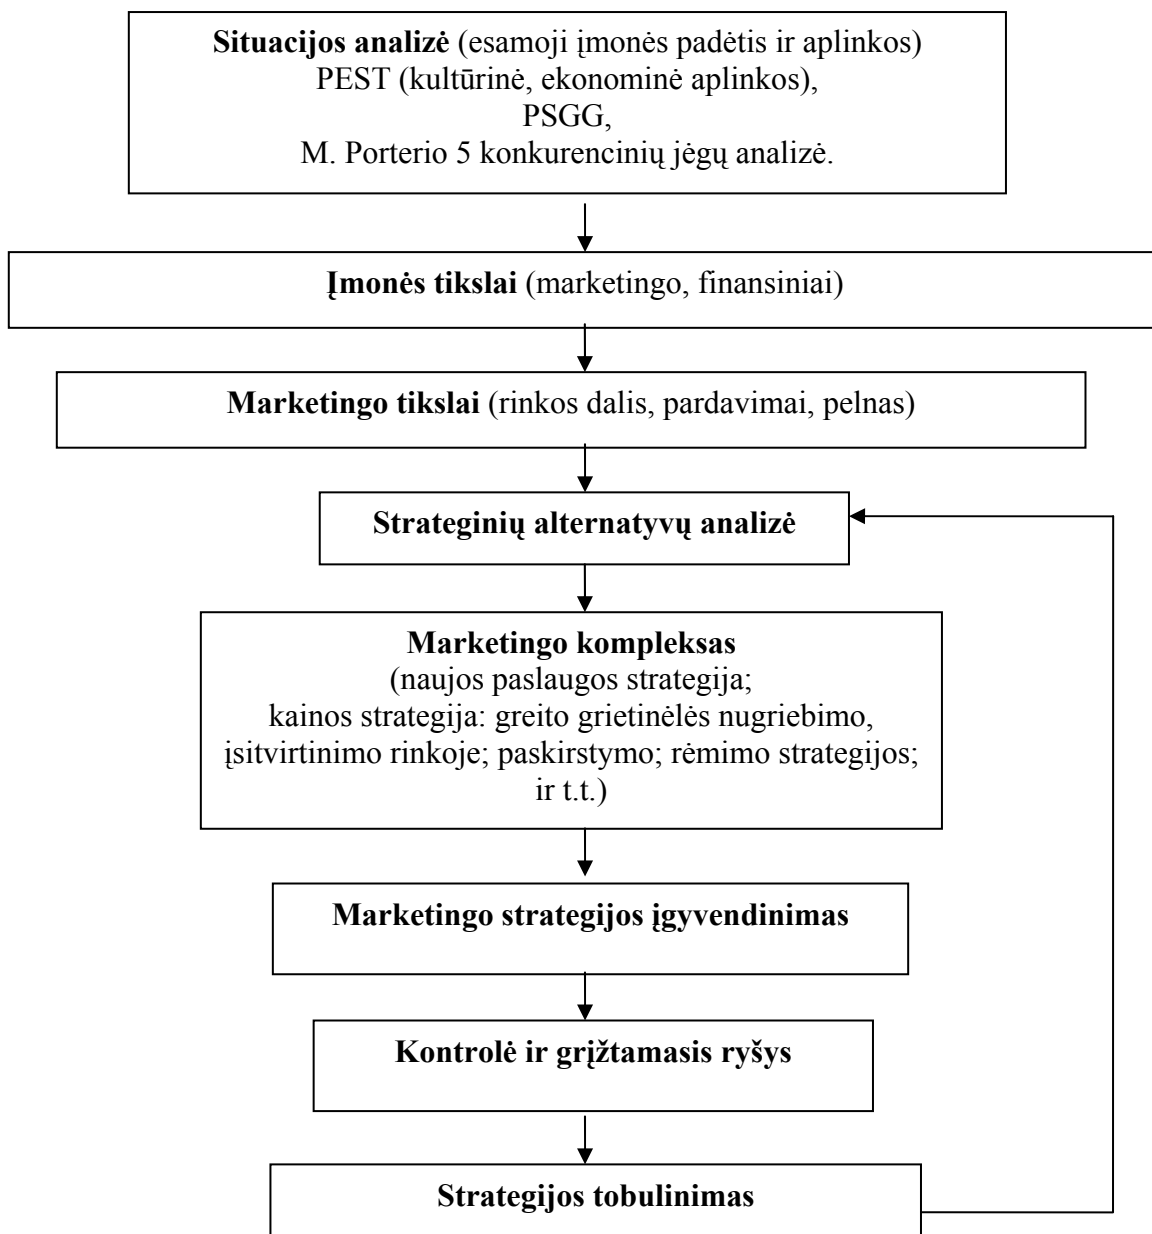 Situacijos analizė (esamoji įmonės padėtis ir aplinkos)
PEST (kultūrinė, ekonominė aplinkos),
PSGG,
M. Porterio 5 konkurencinių jėgų analizė.
Įmonės tikslai (marketingo, finansiniai)
Marketingo tikslai (rinkos dalis, pardavimai, pelnas)
Strateginių alternatyvų analizė
Marketingo kompleksas
(naujos paslaugos strategija;
kainos strategija: greito grietinėlės nugriebimo,
įsitvirtinimo rinkoje; paskirstymo; rėmimo strategijos;
ir t.t.)
Marketingo strategijos įgyvendinimas
Kontrolė ir grįžtamasis ryšys
Strategijos tobulinimas